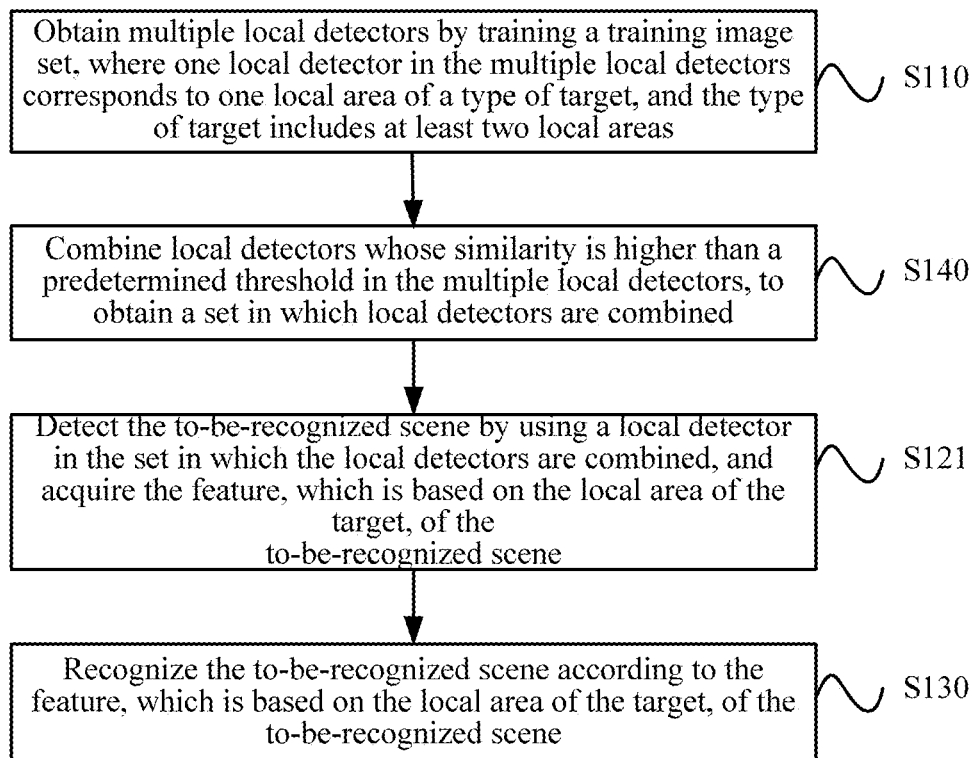 Obtain multiple local detectors by training a training image
set, where one local detector in the multiple local detectors
corresponds to one local area of a type of target, and the type
of target includes at least two local areas
S110
Combine local detectors whose similarity is higher than a
predetermined threshold in the multiple local detectors, to
obtain a set in which local detectors are combined
S140
Detect the to-be-recognized scene by using a local detector
in the set in which the local detectors are combined, and
acquire the feature, which is based on the local area of the
target, of the
to-be-recognized scene
S121
Recognize the to-be-recognized scene according to the
feature, which is based on the local area of the target, of the
to-be-recognized scene
S130